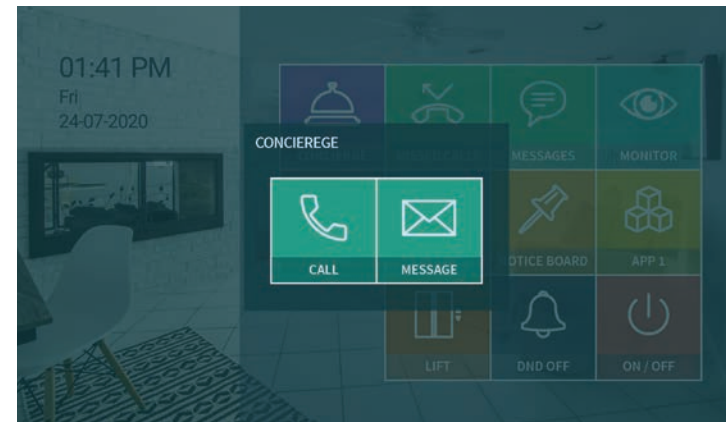 01:41 PM
Fri
24-07-2020
CONCIEREGE
MESSAGES
MONITOR
CALL
MESSAGE
OTICE BOARD
APP 1
LIFT
DND OFF
ON / OFF